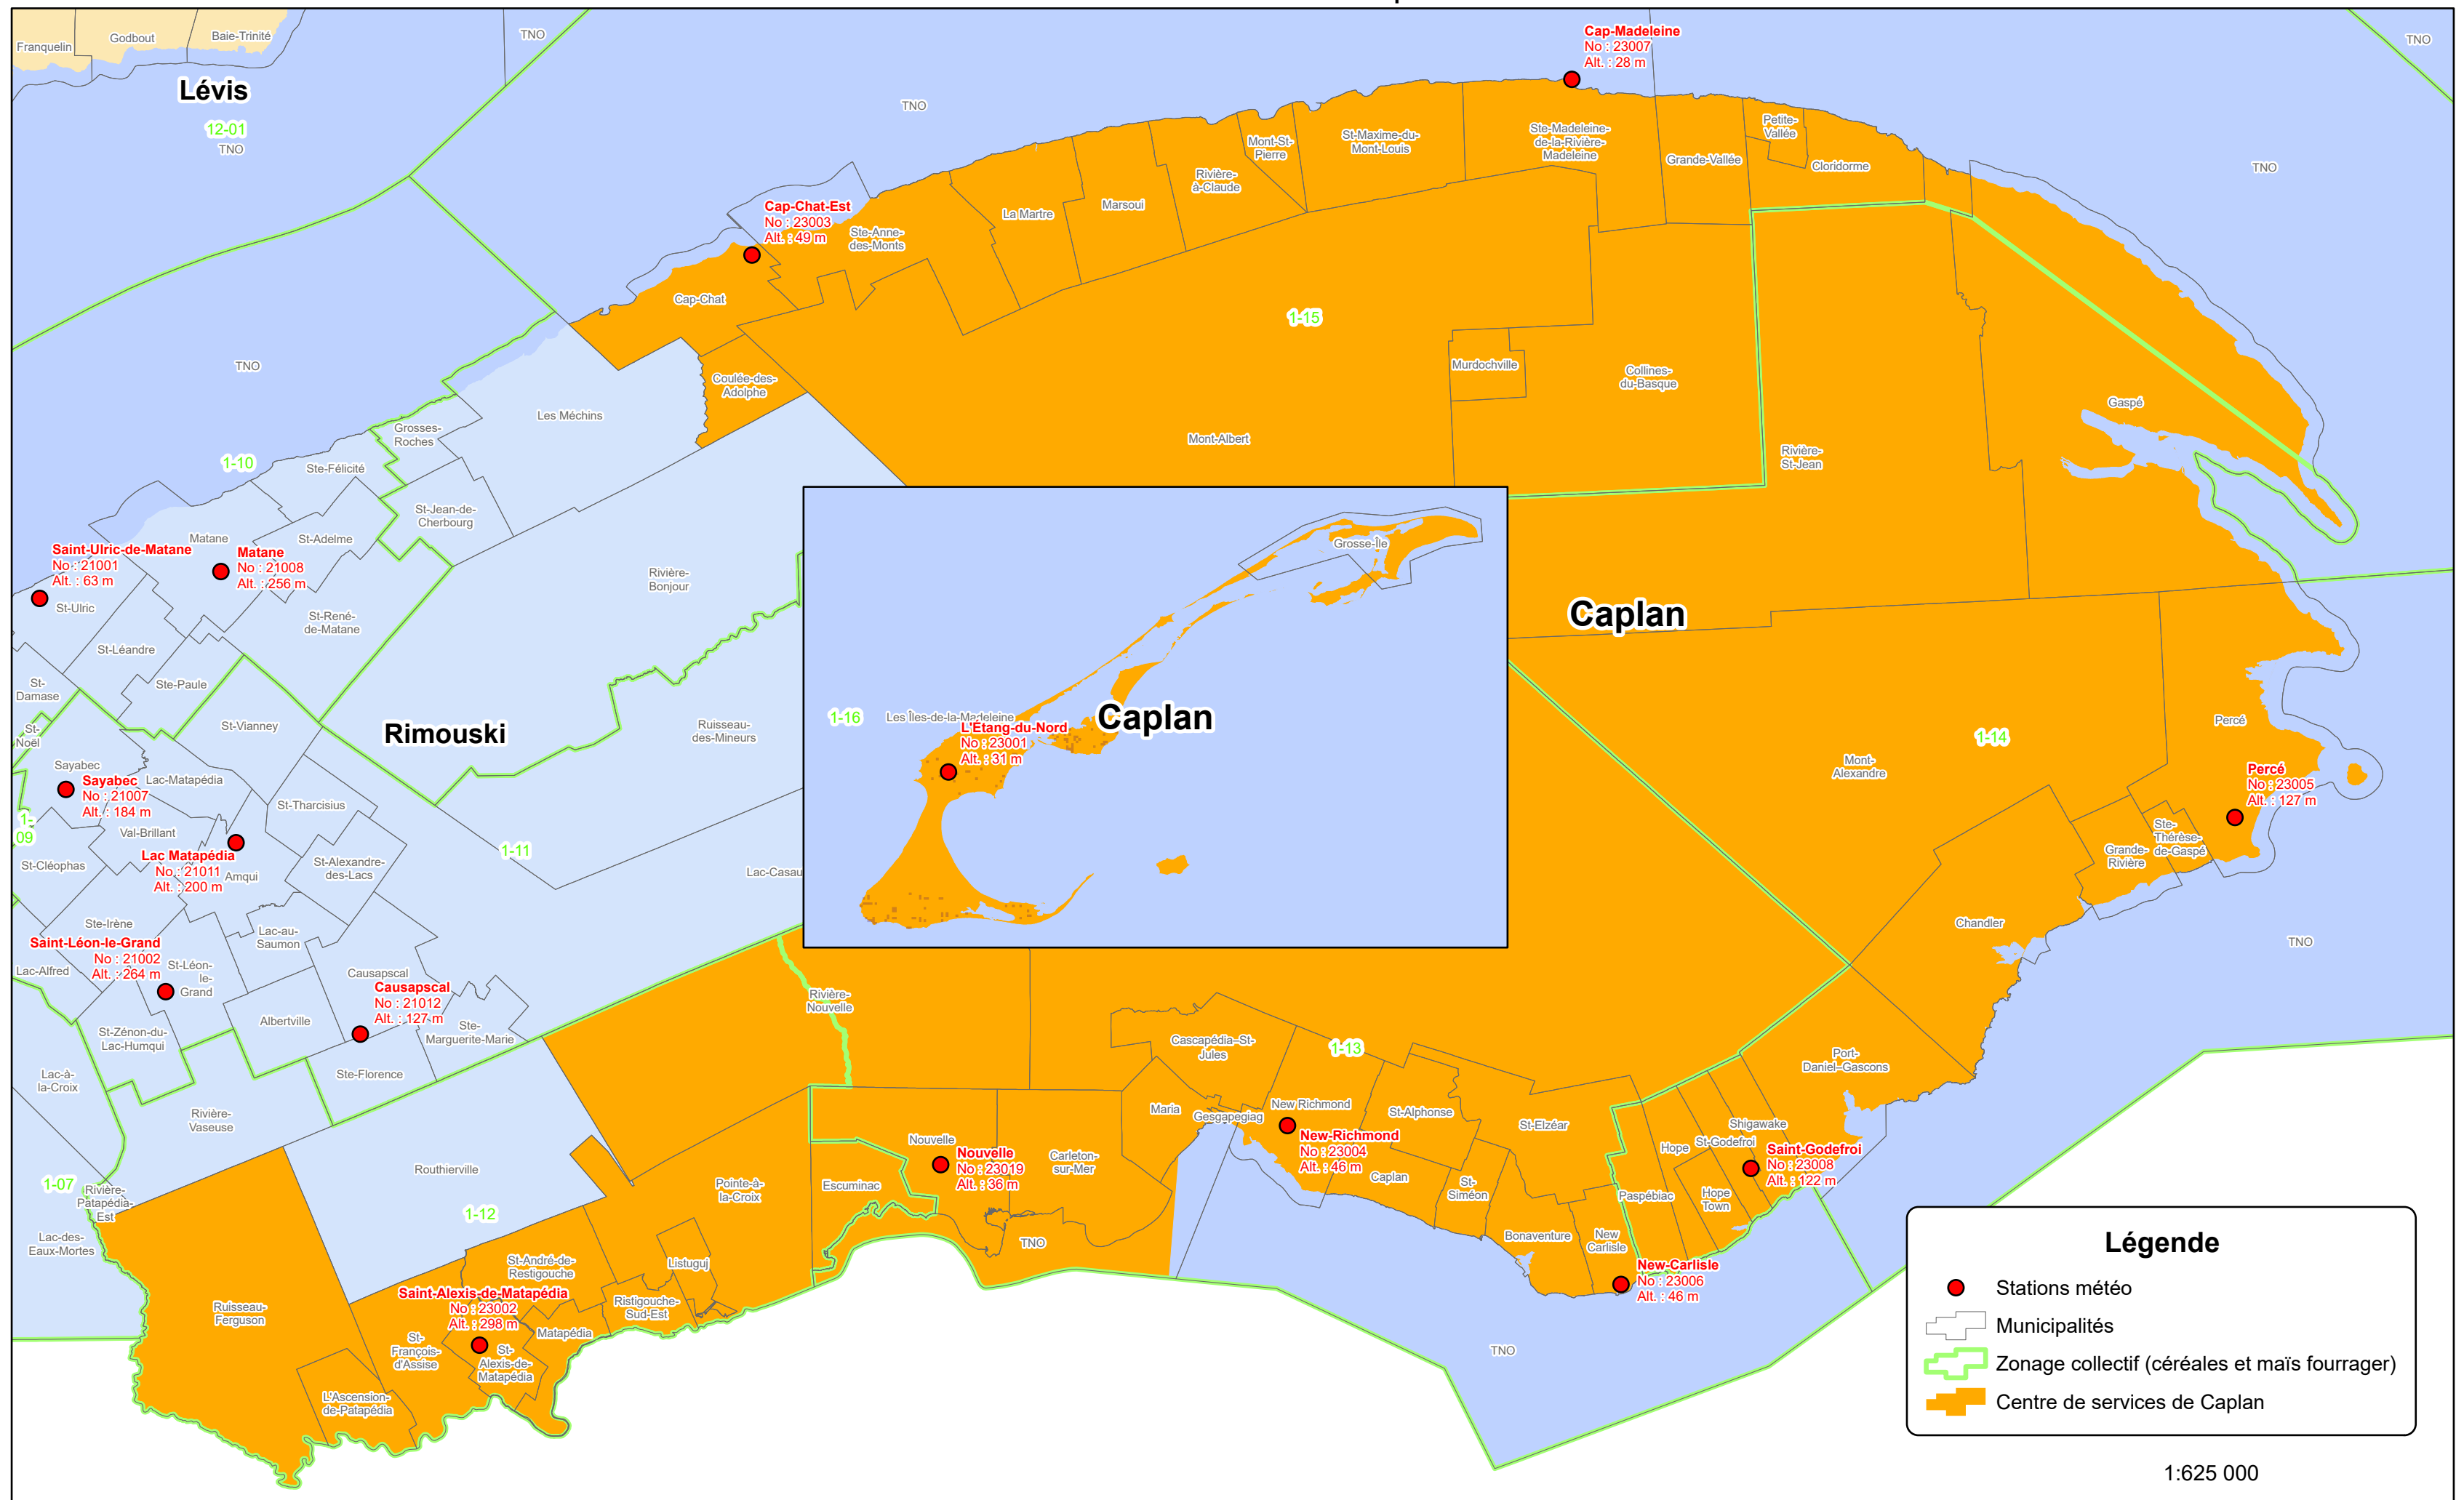 Franquelin
Godbout
Baie-Trinité
TNO
Lévis
12-01
TNO
TNO
Cap-Madeleine
No : 23007
Alt. : 28 m
TNO
TNO
Cap-Chat-Est
No : 23003
Alt. : 49 m
Ste-Anne-
des-Monts
La Martre
Marsoui
Rivière-
à-Claude
Mont-St-
Pierre
St-Maxime-du-
Mont-Louis
Ste-Madeleine-
de-la-Rivière-
Madeleine
Grande-Vallée
Petite-
Vallée
Cloridorme
Cap-Chat
1-15
TNO
Coulée-des-
Adolphe
Murdochville
Collines-
du-Basque
Les Méchins
Grosses-
Roches
Mont-Albert
Gaspé
Rivière-
St-Jean
1-10
Ste-Félicité
St-Jean-de-
Cherbourg
Matane
St-Adelme
Saint-Ulric-de-Matane
No : 21001
Alt. : 63 m
Matane
No : 21008
Alt. : 256 m
St-Ulric
St-René-
de-Matane
Rivière-
Bonjour
St-Léandre
Ste-Paule
St-
Damase
St-
Noël
St-Vianney
Rimouski
Ruisseau-
des-Mineurs
Grosse-Île
Caplan
1-16
Les Îles-de-la-Madeleine
Caplan
L'Étang-du-Nord
No : 23001
Alt. : 31 m
1-14
Mont-
Alexandre
Percé
Percé
No : 23005
Alt. : 127 m
Sayabec
Sayabec
No : 21007
Alt. : 184 m
Lac-Matapédia
St-Tharcisius
1-
09
Val-Brillant
Lac Matapédia
No : 21011
Alt. : 200 m
Amqui
St-Cléophas
St-Alexandre-
des-Lacs
1-11
Lac-Casau
Ste-
Thérèse-
de-Gaspé
Grande-
Rivière
Chandler
TNO
Ste-Irène
Lac-au-
Saumon
Saint-Léon-le-Grand
No : 21002
Alt. : 264 m
St-Léon-
le-
Grand
Lac-Alfred
Causapscal
Causapscal
No : 21012
Alt. : 127 m
Albertville
Ste-
Marguerite-Marie
St-Zénon-du-
Lac-Humqui
Ste-Florence
Lac-à-
la-Croix
Rivière-
Vaseuse
Rivière-
Nouvelle
Cascapédia–St-
Jules
1-13
Port-
Daniel–Gascons
Maria
Gesgapegiag
New Richmond
New-Richmond
No : 23004
Alt. : 46 m
St-Alphonse
St-Elzéar
Shigawake
St-Godefroi
Hope
Saint-Godefroi
No : 23008
Alt. : 122 m
Nouvelle
Nouvelle
No : 23019
Alt. : 36 m
Carleton-
sur-Mer
Caplan
St-
Siméon
Paspébiac
Hope
Town
Routhierville
Pointe-à-
la-Croix
Escuminac
1-07
Rivière-
Patapédia-
Est
1-12
Lac-des-
Eaux-Mortes
TNO
Bonaventure
New
Carlisle
New-Carlisle
No : 23006
Alt. : 46 m
St-André-de-
Restigouche
Listuguj
Saint-Alexis-de-Matapédia
No : 23002
Alt. : 298 m
Ristigouche-
Sud-Est
Ruisseau-
Ferguson
Matapédia
St-
François-
d'Assise
St-
Alexis-de-
Matapédia
L'Ascension-
de-Patapédia
TNO
Légende
Stations météo
Municipalités
Zonage collectif (céréales et maïs fourrager)
Centre de services de Caplan
1:625 000